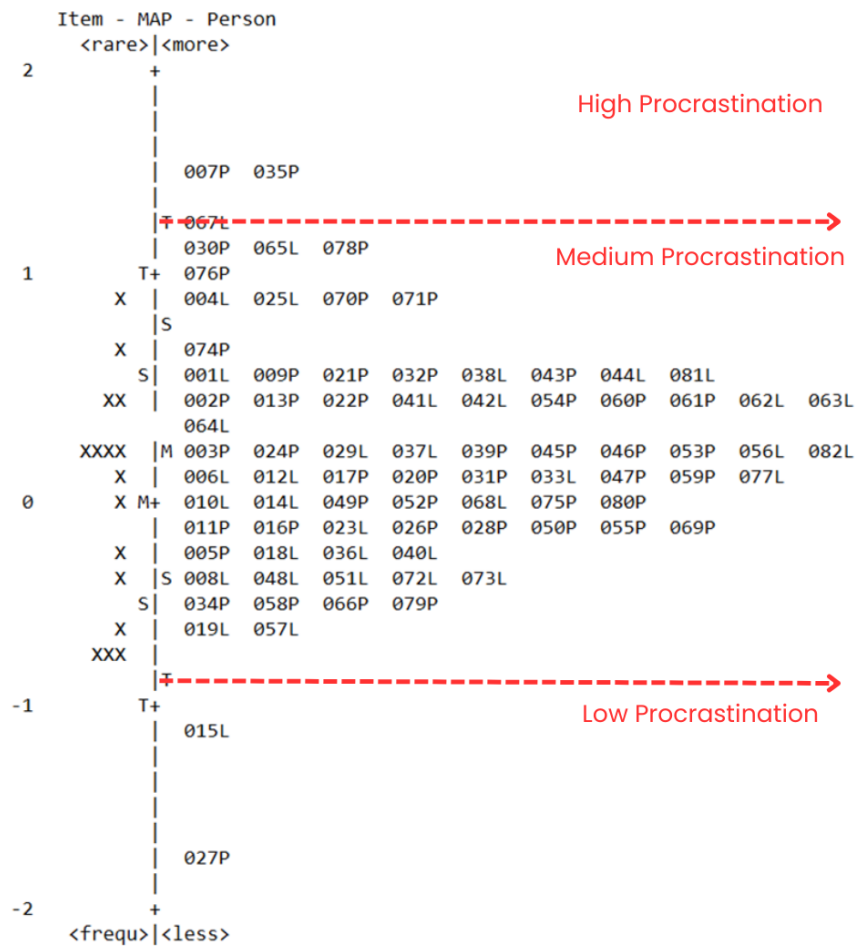 Item - MAP - Person
<rare>|<more>
2 +
|
|
High Procrastination
|
| 007P 035P
|
|T 067L
| 030P 065L 078P
Medium Procrastination
1 T+ 076P
X | 004L 025L 070P 071P
|S
X | 074P
S| 001L 009P 021P 032P 038L 043P 044L 081L
XX | 002P 013P 022P 041L 042L 054P 060P 061P 062L 063L
064L
XXXX |M 003P 024P 029L 037L 039P 045P 046P 053P 056L 082L
X | 006L 012L 017P 020P 031P 033L 047P 059P 077L
0 X M+ 010L 014L 049P 052P 068L 075P 080P
| 011P 016P 023L 026P 028P 050P 055P 069P
X | 005P 018L 036L 040L
X |S 008L 048L 051L 072L 073L
S| 034P 058P 066P 079P
X | 019L 057L
XXX |
|T
-1 T+
Low Procrastination
| 015L
|
|
|
|
| 027P
|
-2 +
<frequ>|<less>